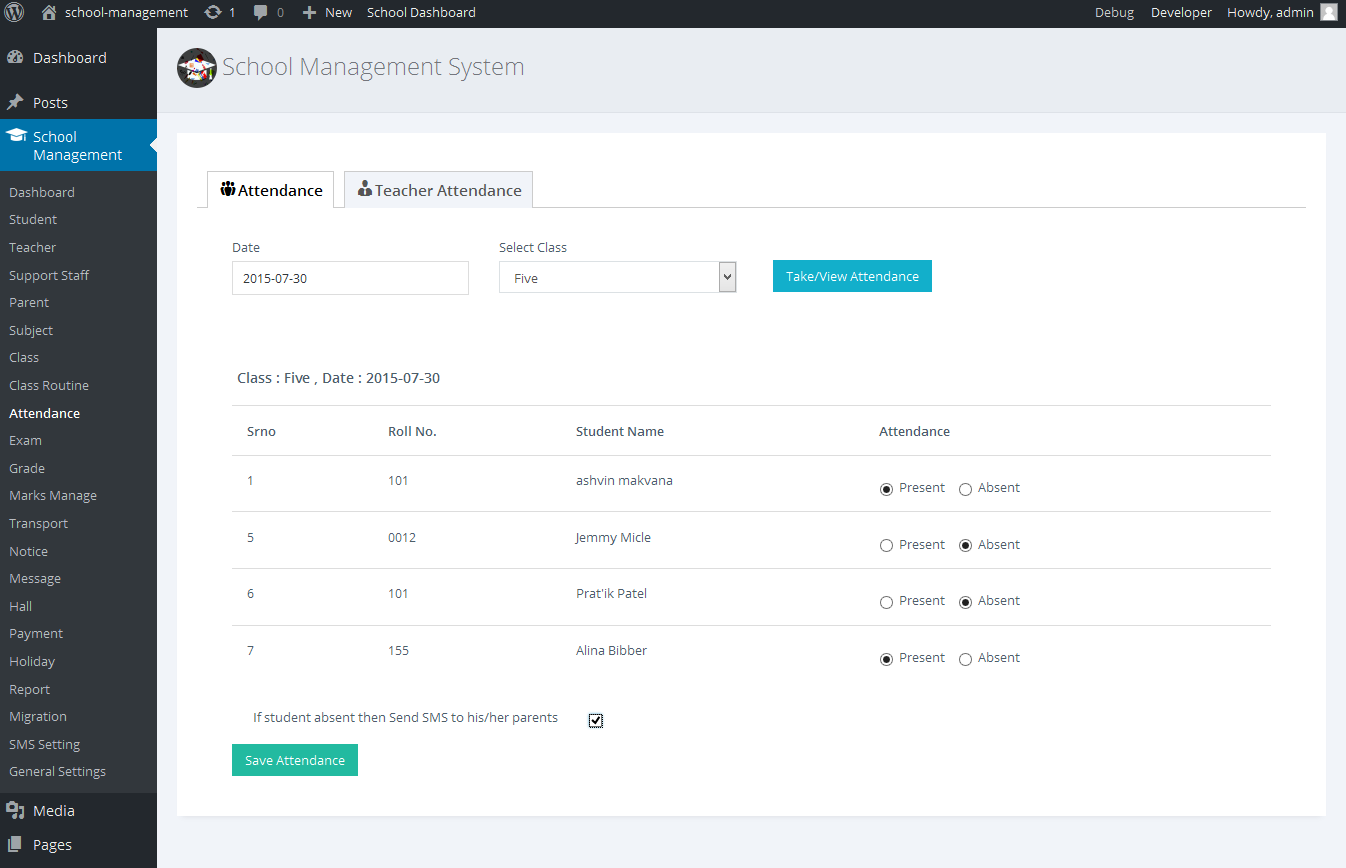 school-management 1 0 New School Dashboard Debug Developer Howdy, admin
Dashboard
Posts
School
Management
Dashboard
Student
Teacher
Support Staff
Parent
Subject
Class
Class Routine
Attendance
Exam
Grade
Marks Manage
Transport
Notice
Message
Hall
Payment
Holiday
Report
Migration
SMS Setting
General Settings
Media
Pages
School Management System
Attendance Teacher Attendance
Date Select Class
2015-07-30 Five Take/View Attendance
Class : Five , Date : 2015-07-30
Srno Roll No. Student Name Attendance
1 101 ashvin makvana Present Absent
5 0012 Jemmy Micle Present Absent
6 101 Prat'ik Patel Present Absent
7 155 Alina Bibber Present Absent
If student absent then Send SMS to his/her parents
Save Attendance